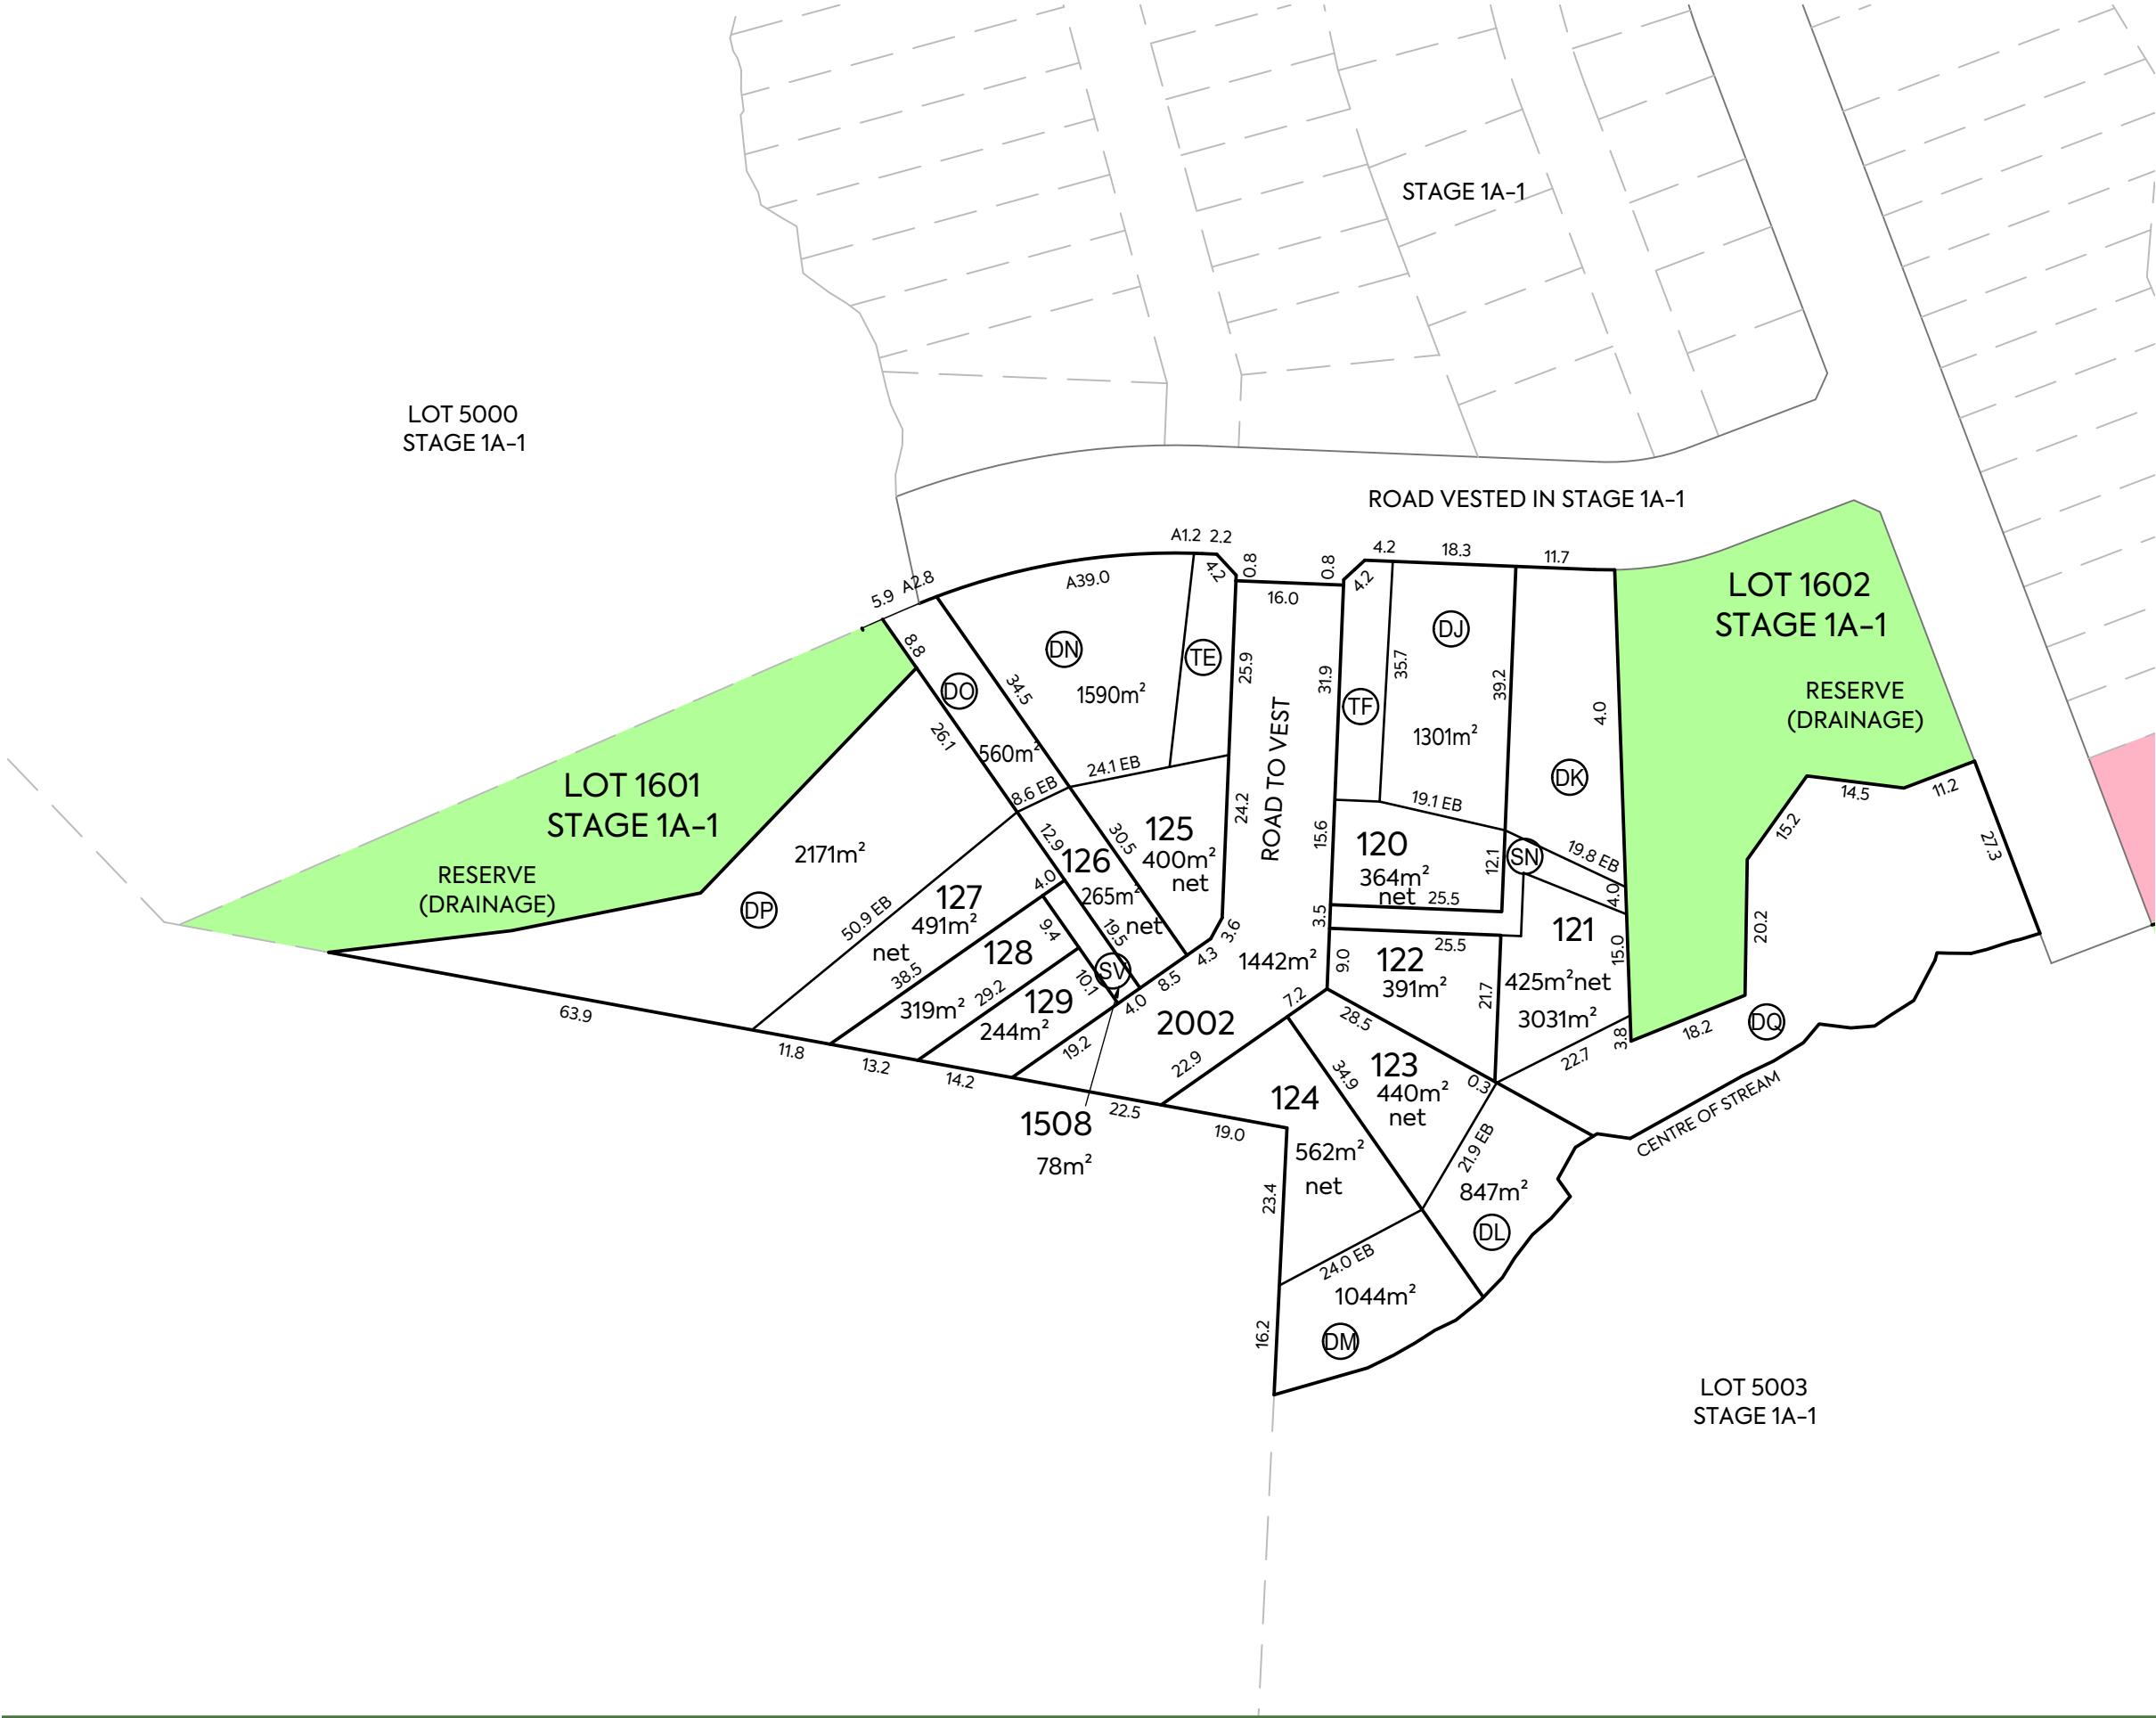 STAGE 1A-1
LOT 5000
STAGE 1A-1
ROAD VESTED IN STAGE 1A-1
A1.2
2.2
4.2
0.8
0.8
4.2
4.2
18.3
11.7
16.0
5.9
A2.8
A39.0
LOT 1602
STAGE 1A-1
RESERVE
(DRAINAGE)
8.8
DO
34.5
DN
1590m²
TE
25.9
31.9
TF
35.7
DJ
1301m²
39.2
4.0
DK
26.1
560m²
8.6 EB
24.1 EB
24.2
ROAD TO VEST
15.6
19.1 EB
19.8 EB
4.0
SN
12.1
LOT 1601
STAGE 1A-1
RESERVE
(DRAINAGE)
2171m²
DP
50.9 EB
63.9
12.9
126
265m²
net
30.5
125
400m²
net
120
364m²
net
25.5
3.5
25.5
14.5
11.2
15.2
27.3
20.2
18.2
DQ
127
491m²
net
4.0
38.5
9.4
19.5
128
319m²
29.2
10.1
SV
129
244m²
19.2
4.0
8.5
4.3
3.6
1442m²
2002
9.0
122
391m²
21.7
121
425m²net
3031m²
15.0
3.8
22.7
7.2
28.5
22.9
11.8
13.2
14.2
22.5
19.0
1508
78m²
124
562m²
net
34.9
123
440m²
net
0.3
21.9 EB
847m²
DL
CENTRE OF STREAM
23.4
24.0 EB
1044m²
DM
16.2
LOT 5003
STAGE 1A-1